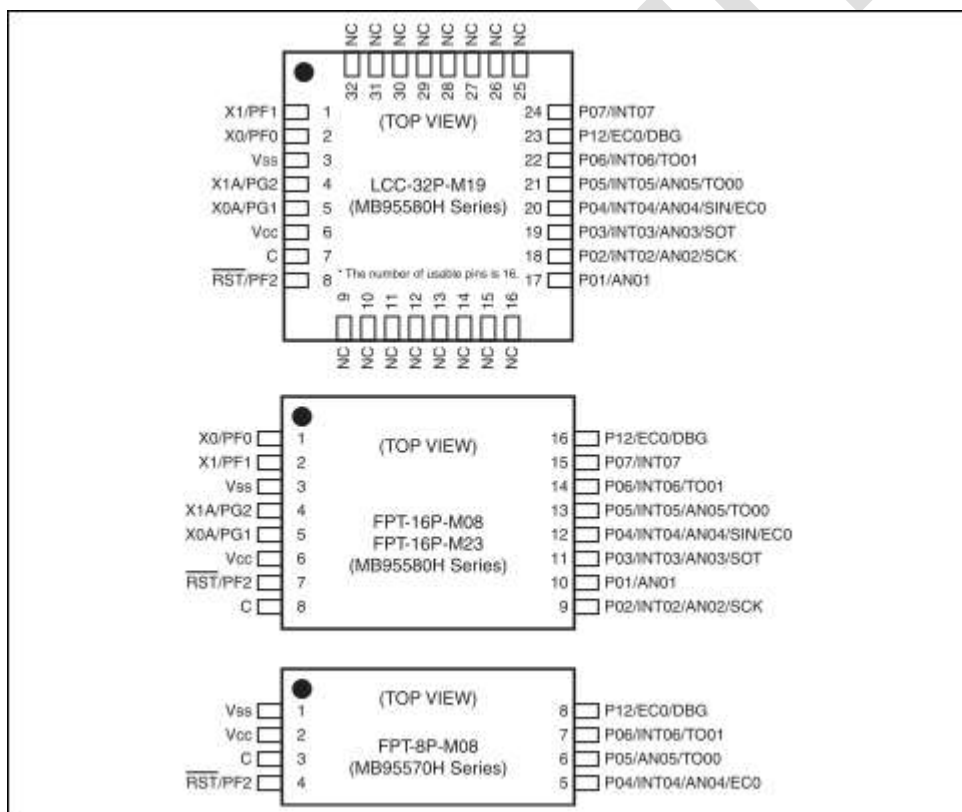 NC NC NC NC NC NC NC NC
32 31 30 29 28 27 26 25
X1/PF1 1 (TOP VIEW) 24 P07/INT07
X0/PF0 2 23 P12/EC0/DBG
Vss 3 22 P06/INT06/TO01
X1A/PG2 4 LCC-32P-M19 21 P05/INT05/AN05/TO00
X0A/PG1 5 (MB95580H Series) 20 P04/INT04/AN04/SIN/EC0
Vcc 6 19 P03/INT03/AN03/SOT
C 7 18 P02/INT02/AN02/SCK
RST/PF2 8 * The number of usable pins is 16. 17 P01/AN01
9 10 11 12 13 14 15 16
NC NC NC NC NC NC NC NC
X0/PF0 1 (TOP VIEW) 16 P12/EC0/DBG
X1/PF1 2 15 P07/INT07
Vss 3 14 P06/INT06/TO01
X1A/PG2 4 13 P05/INT05/AN05/TO00
FPT-16P-M08
X0A/PG1 5 12 P04/INT04/AN04/SIN/EC0
FPT-16P-M23
Vcc 6 (MB95580H Series) 11 P03/INT03/AN03/SOT
RST/PF2 7 10 P01/AN01
C 8 9 P02/INT02/AN02/SCK
(TOP VIEW)
Vss 1 8 P12/EC0/DBG
Vcc 2 7 P06/INT06/TO01
C 3 FPT-8P-M08 6 P05/AN05/TO00
RST/PF2 4 (MB95570H Series) 5 P04/INT04/AN04/EC0